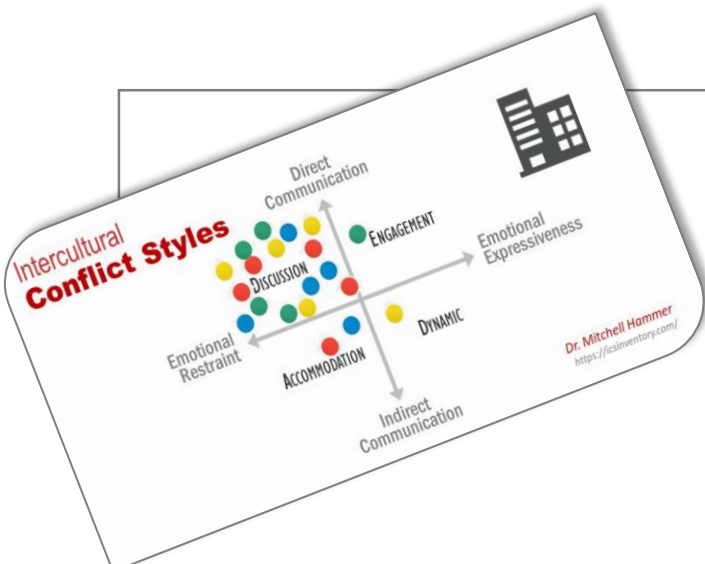 Intercultural
Conflict Styles
Direct
Communication
ENGAGEMENT
Emotional
Expressiveness
DISCUSSION
Emotional
Restraint
ACCOMMODATION
DYNAMIC
Indirect
Communication
Dr. Mitchell Hammer
https://icsinventory.com/